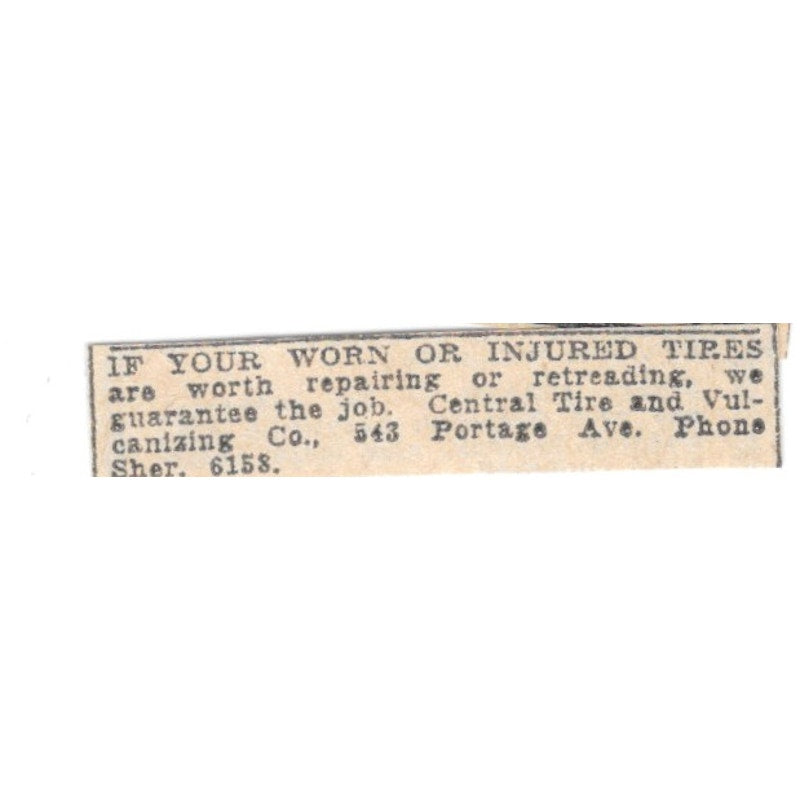 IF YOUR WORN OR INJURED TIRES
are worth repairing or retreading, we
guarantee the job. Central Tire and Vul-
canizing Co., 543 Portage Ave. Phone
Sher. 6158.